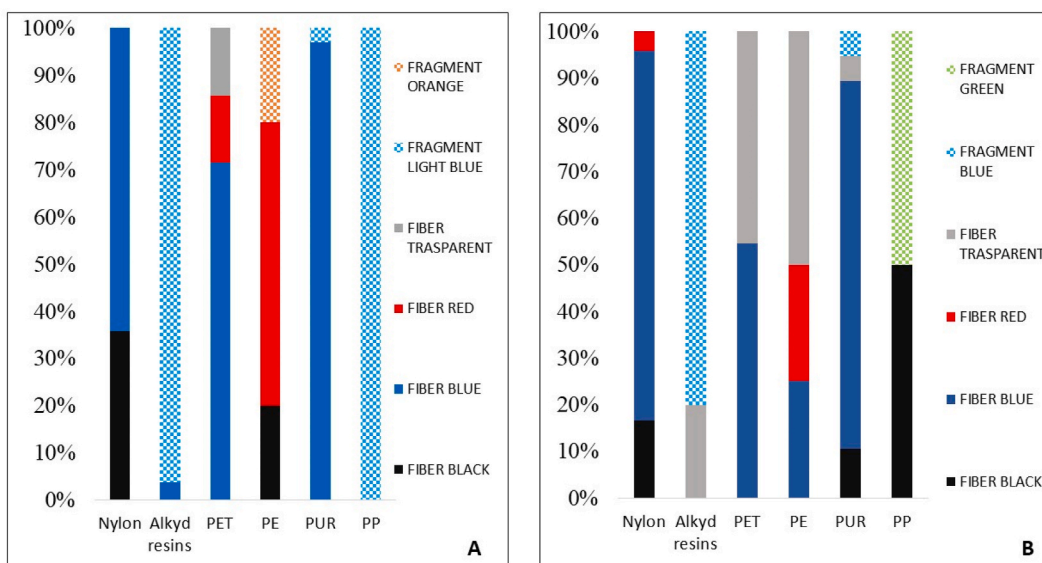 100%
90%
80%
70%
60%
50%
40%
30%
20%
10%
0%
Nylon Alkyd resins PET PE PUR PP
FRAGMENT
ORANGE
FRAGMENT
LIGHT BLUE
FIBER
TRASPARENT
FIBER RED
FIBER BLUE
FIBER BLACK
A
100%
90%
80%
70%
60%
50%
40%
30%
20%
10%
0%
Nylon Alkyd resins PET PE PUR PP
FRAGMENT
GREEN
FRAGMENT
BLUE
FIBER
TRASPARENT
FIBER RED
FIBER BLUE
FIBER BLACK
B